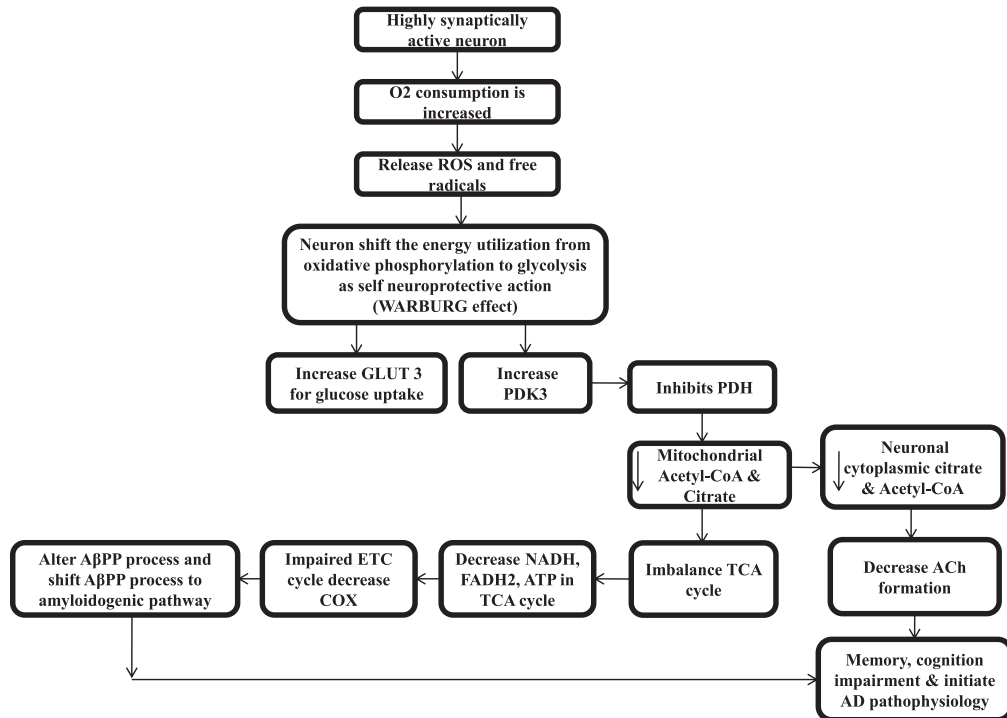 Highly synaptically
active neuron
O2 consumption is
increased
Release ROS and free
radicals
Neuron shift the energy utilization from
oxidative phosphorylation to glycolysis
as self neuroprotective action
(WARBURG effect)
Increase GLUT 3
for glucose uptake
Increase
PDK3
Inhibits PDH
Mitochondrial
Acetyl-CoA &
Citrate
Neuronal
cytoplasmic citrate
& Acetyl-CoA
Alter AβPP process and
shift AβPP process to
amyloidogenic pathway
Impaired ETC
cycle decrease
COX
Decrease NADH,
FADH2, ATP in
TCA cycle
Imbalance TCA
cycle
Decrease ACh
formation
Memory, cognition
impairment & initiate
AD pathophysiology